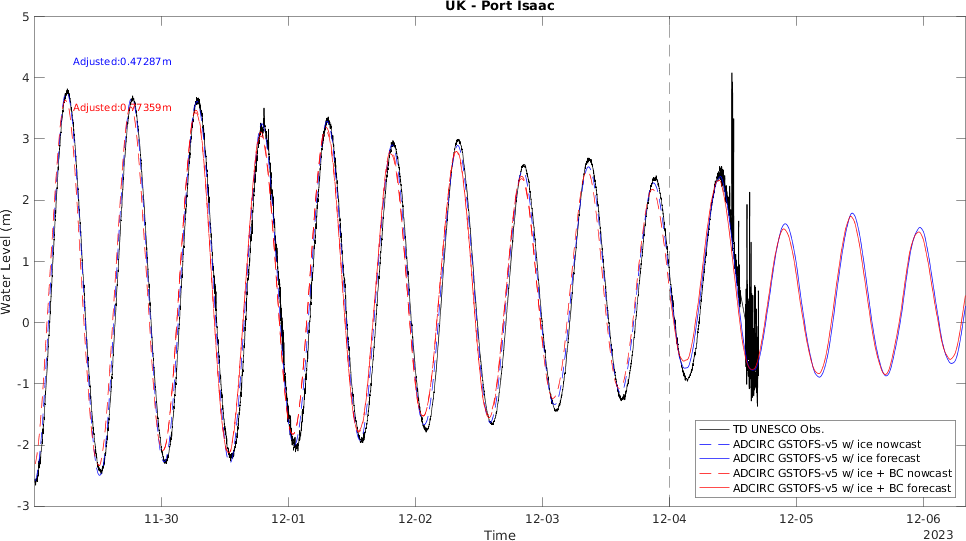 UK - Port Isaac
5
4
3
2
1
0
-1
-2
-3
Water Level (m)
Adjusted:0.47287m
Adjusted:0.77359m
TD UNESCO Obs.
ADCIRC GSTOFS-v5 w/ ice nowcast
ADCIRC GSTOFS-v5 w/ ice forecast
ADCIRC GSTOFS-v5 w/ ice + BC nowcast
ADCIRC GSTOFS-v5 w/ ice + BC forecast
11-30 12-01 12-02 12-03 12-04 12-05 12-06
Time
2023